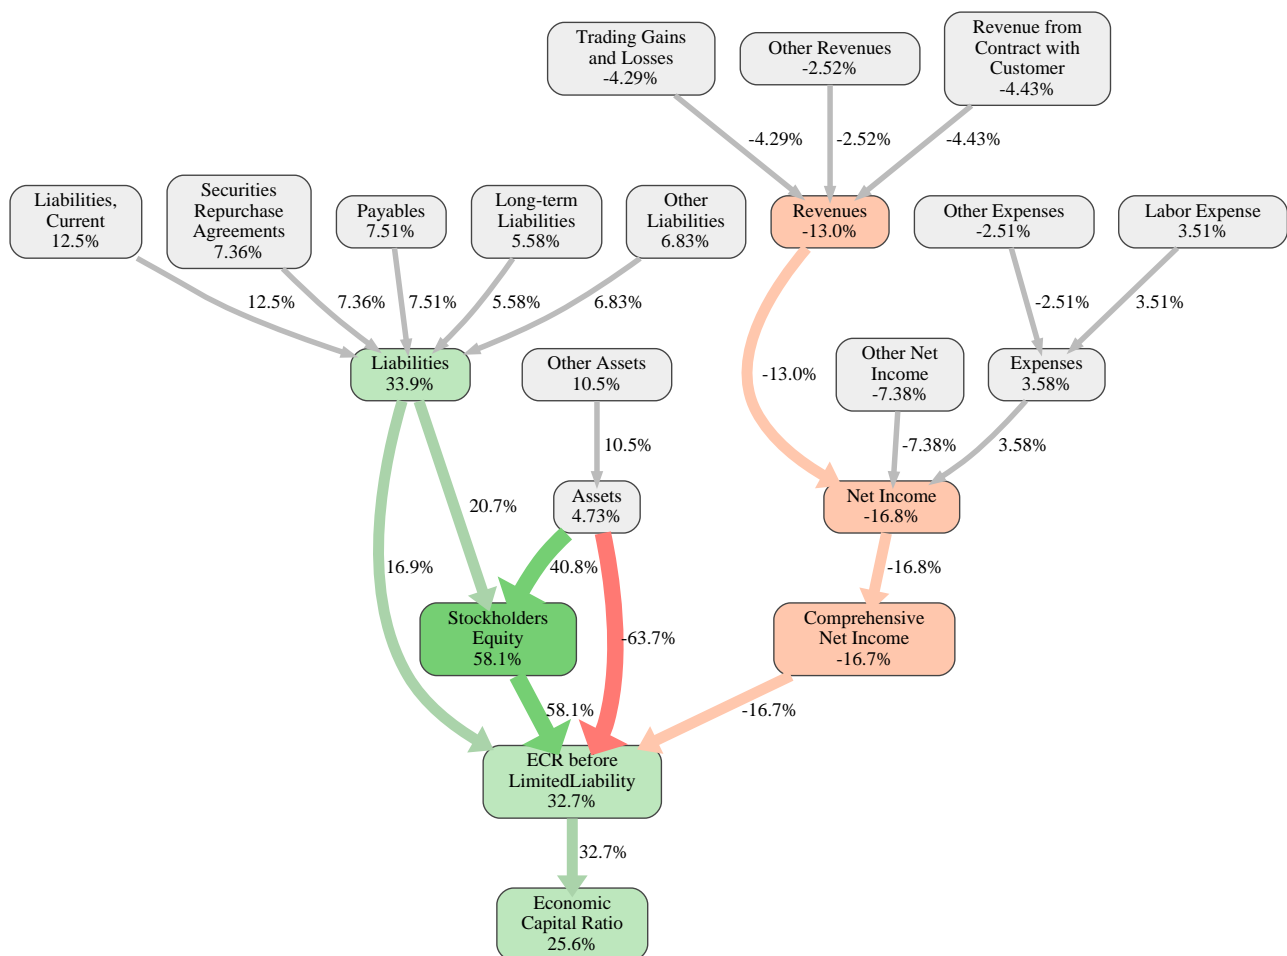 Trading Gains
and Losses
-4.29%
Other Revenues
-2.52%
Revenue from
Contract with
Customer
-4.43%
-4.29%
-2.52%
-4.43%
Liabilities,
Current
12.5%
Securities
Repurchase
Agreements
7.36%
Payables
7.51%
Long-term
Liabilities
5.58%
Other
Liabilities
6.83%
Revenues
-13.0%
Other Expenses
-2.51%
Labor Expense
3.51%
12.5%
7.36%
7.51%
5.58%
6.83%
-2.51%
3.51%
Liabilities
33.9%
Other Assets
10.5%
-13.0%
Other Net
Income
-7.38%
Expenses
3.58%
10.5%
-7.38%
3.58%
20.7%
Assets
4.73%
Net Income
-16.8%
16.9%
40.8%
-16.8%
Stockholders
Equity
58.1%
-63.7%
Comprehensive
Net Income
-16.7%
58.1%
-16.7%
ECR before
LimitedLiability
32.7%
32.7%
Economic
Capital Ratio
25.6%